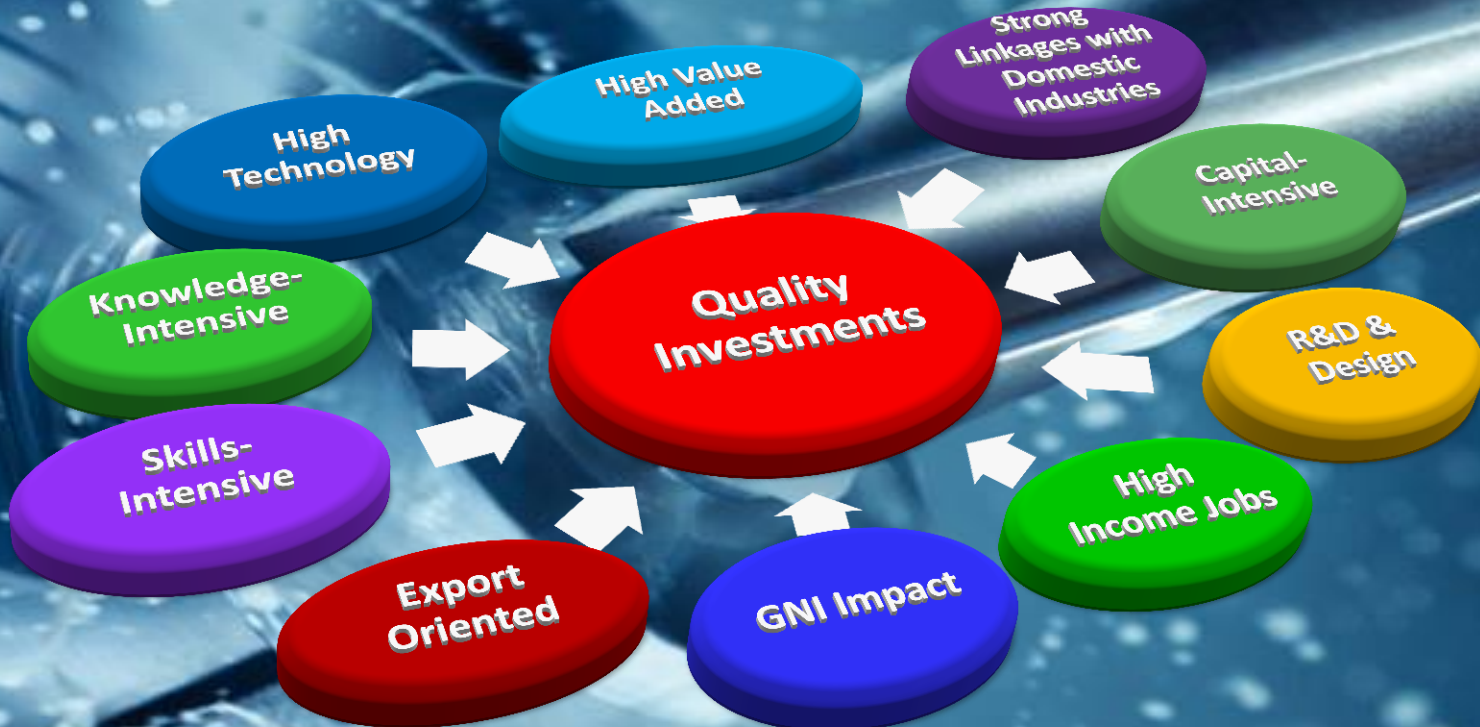 Strong
Linkages with
Domestic
Industries
High Value
Added
High
Technology
Capital-
Intensive
Knowledge-
Intensive
Quality
Investments
R&D &
Design
Skills-
Intensive
High
Income Jobs
Export
Oriented
GNI Impact